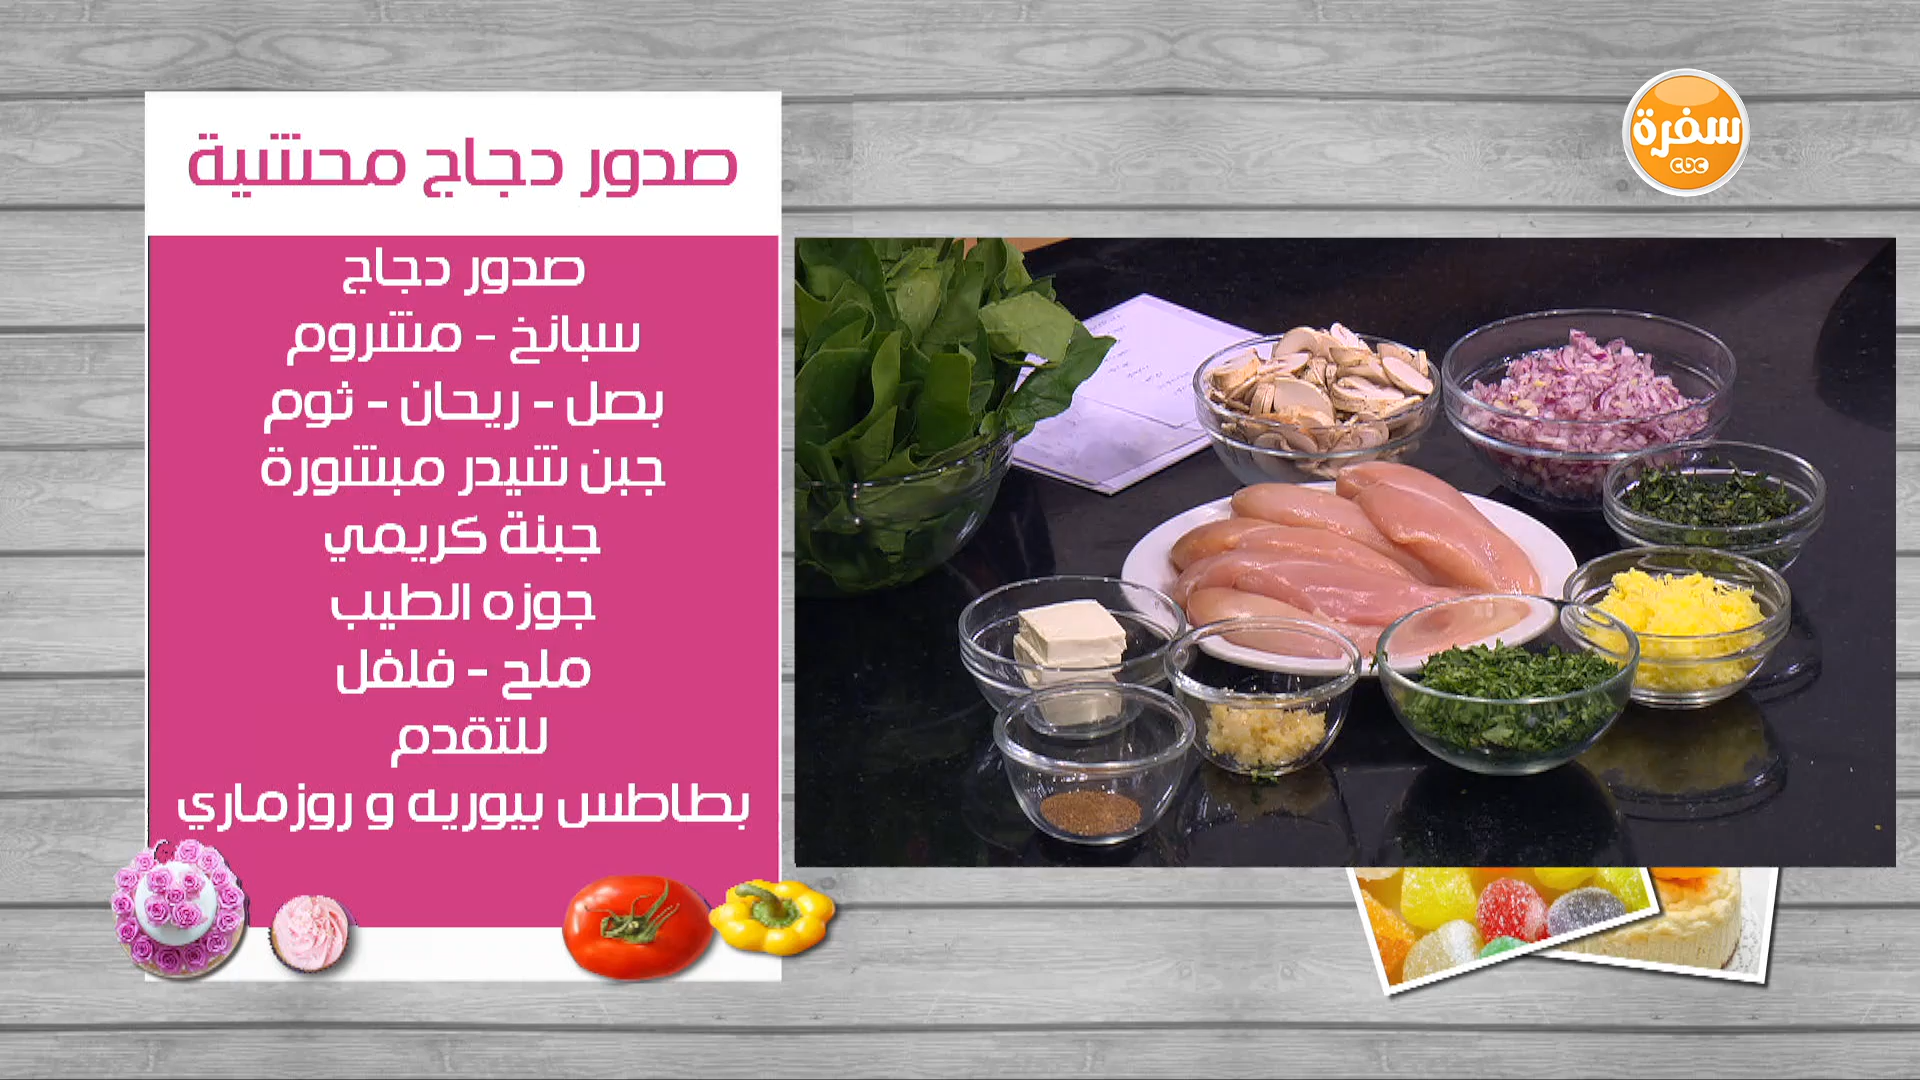 صدور دجاج محشية
صدور دجاج
سبانخ - مشروم
بصل - ريحان - ثوم
جبن شيدر مبشورة
جبنة كريمي
جوزه الطيب
ملح - فلفل
للتقدم
بطاطس بيوريه و روزماري
سفرة
cbc